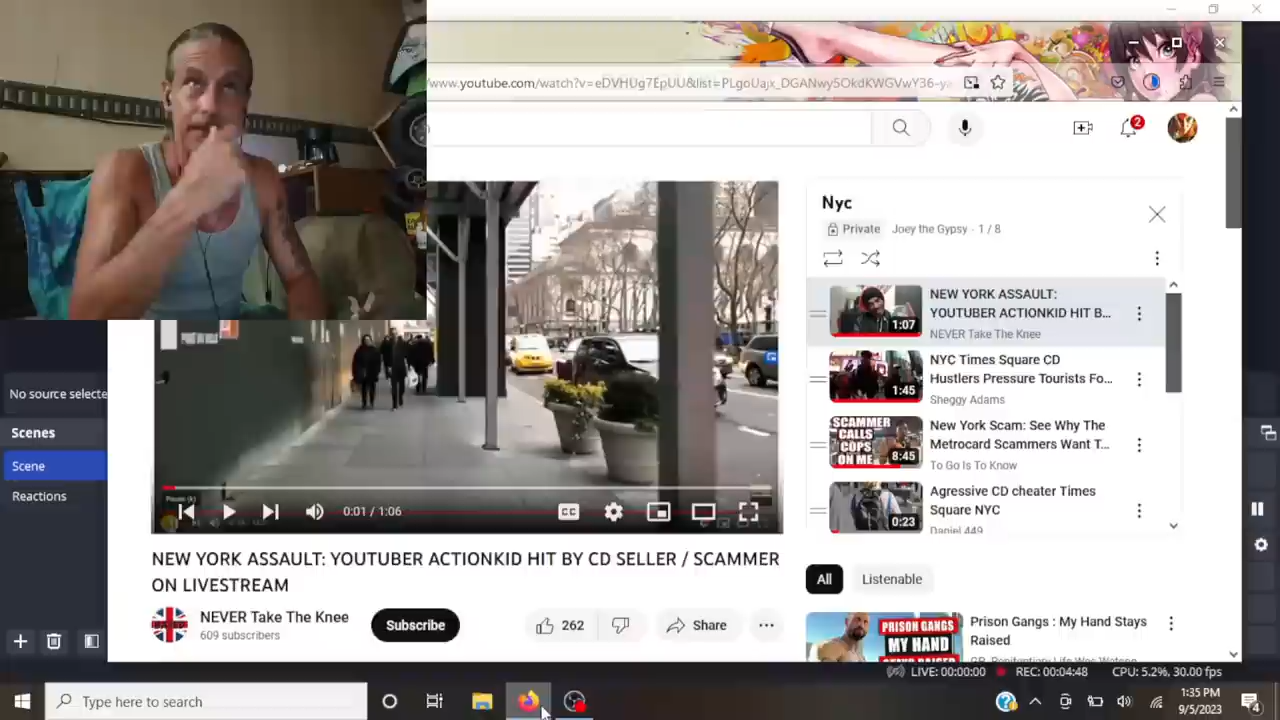 www.youtube.com/watch?v=eDVHUg7EpUU&list=PLgoUajx_DGANwy5OkdKWGVwY36-ya
2
Nyc
Private Joey the Gypsy - 1 / 8
NEW YORK ASSAULT:
YOUTUBER ACTIONKID HIT B...
NEVER Take The Knee
1:07
NYC Times Square CD
Hustlers Pressure Tourists Fo...
Sheggy Adams
1:45
SCAMMER
CALLS
COPS
ON ME
8:45
New York Scam: See Why The
Metrocard Scammers Want T...
To Go Is To Know
Agressive CD cheater Times
Square NYC
Daniel 449
0:23
Pause (k)
0:01 / 1:06
CC
NEW YORK ASSAULT: YOUTUBER ACTIONKID HIT BY CD SELLER / SCAMMER
ON LIVESTREAM
NEVER Take The Knee
609 subscribers
Subscribe
262
Share
All
Listenable
PRISON GANGS
MY HAND
Prison Gangs : My Hand Stays
Raised
No source selecte
Scenes
Scene
Reactions
LIVE: 00:00:00
REC: 00:04:48
CPU: 5.2%, 30.00 fps
Type here to search
1:35 PM
9/5/2023
4